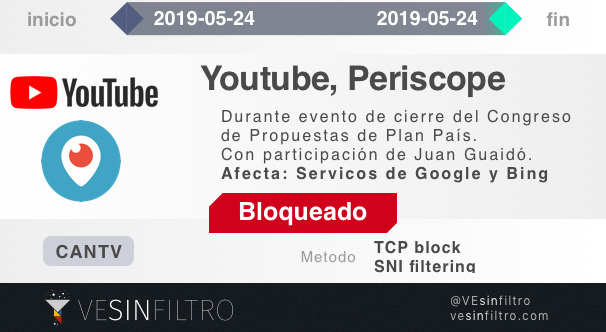 inicio 2019-05-24 2019-05-24 fin
YouTube
Youtube, Periscope
Durante evento de cierre del Congreso
de Propuestas de Plan País.
Con participación de Juan Guaidó.
Afecta: Servicos de Google y Bing
Bloqueado
CANTV
Metodo
TCP block
SNI filtering
VESINFILTRO
@VEsinfiltro
vesinfiltro.com